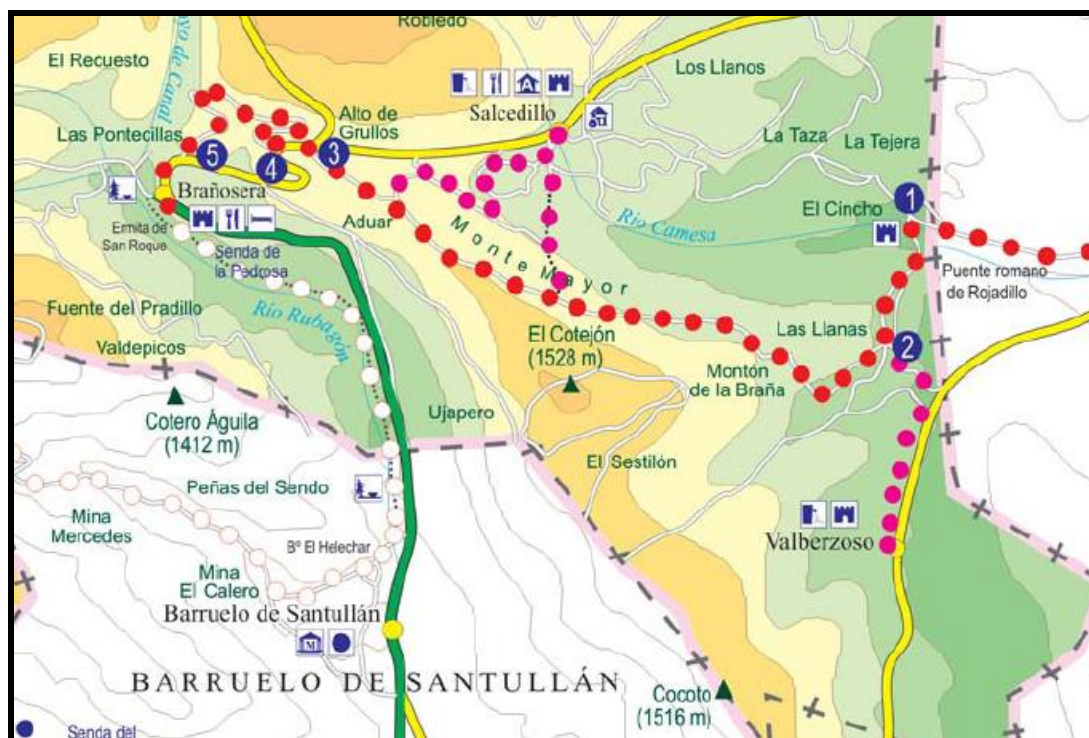 Robledo
El Recuesto
oyo de Canal
Los Llanos
Salcedillo
Alto de
Grullos
Las Pontecillas
La Taza
La Tejera
5
4
3
1
Brañosera
El Cincho
Aduar
Río Camesa
Ermita de
San Roque
Senda de
la Pedrosa
Monte Mayor
Puente romano
de Rojadillo
Fuente del Pradillo
Río Rubagón
Las Llanas
2
Valdepicos
El Cotejón
(1528 m)
Montón
de la Braña
Cotero Águila
(1412 m)
Ujapero
El Sestilón
Peñas del Sendo
Mina
Mercedes
Bº El Helechar
Valberzoso
Mina
El Calero
Barruelo de Santullán
M
BARRUELO DE SANTULLÁN
Cocoto
(1516 m)
Senda del